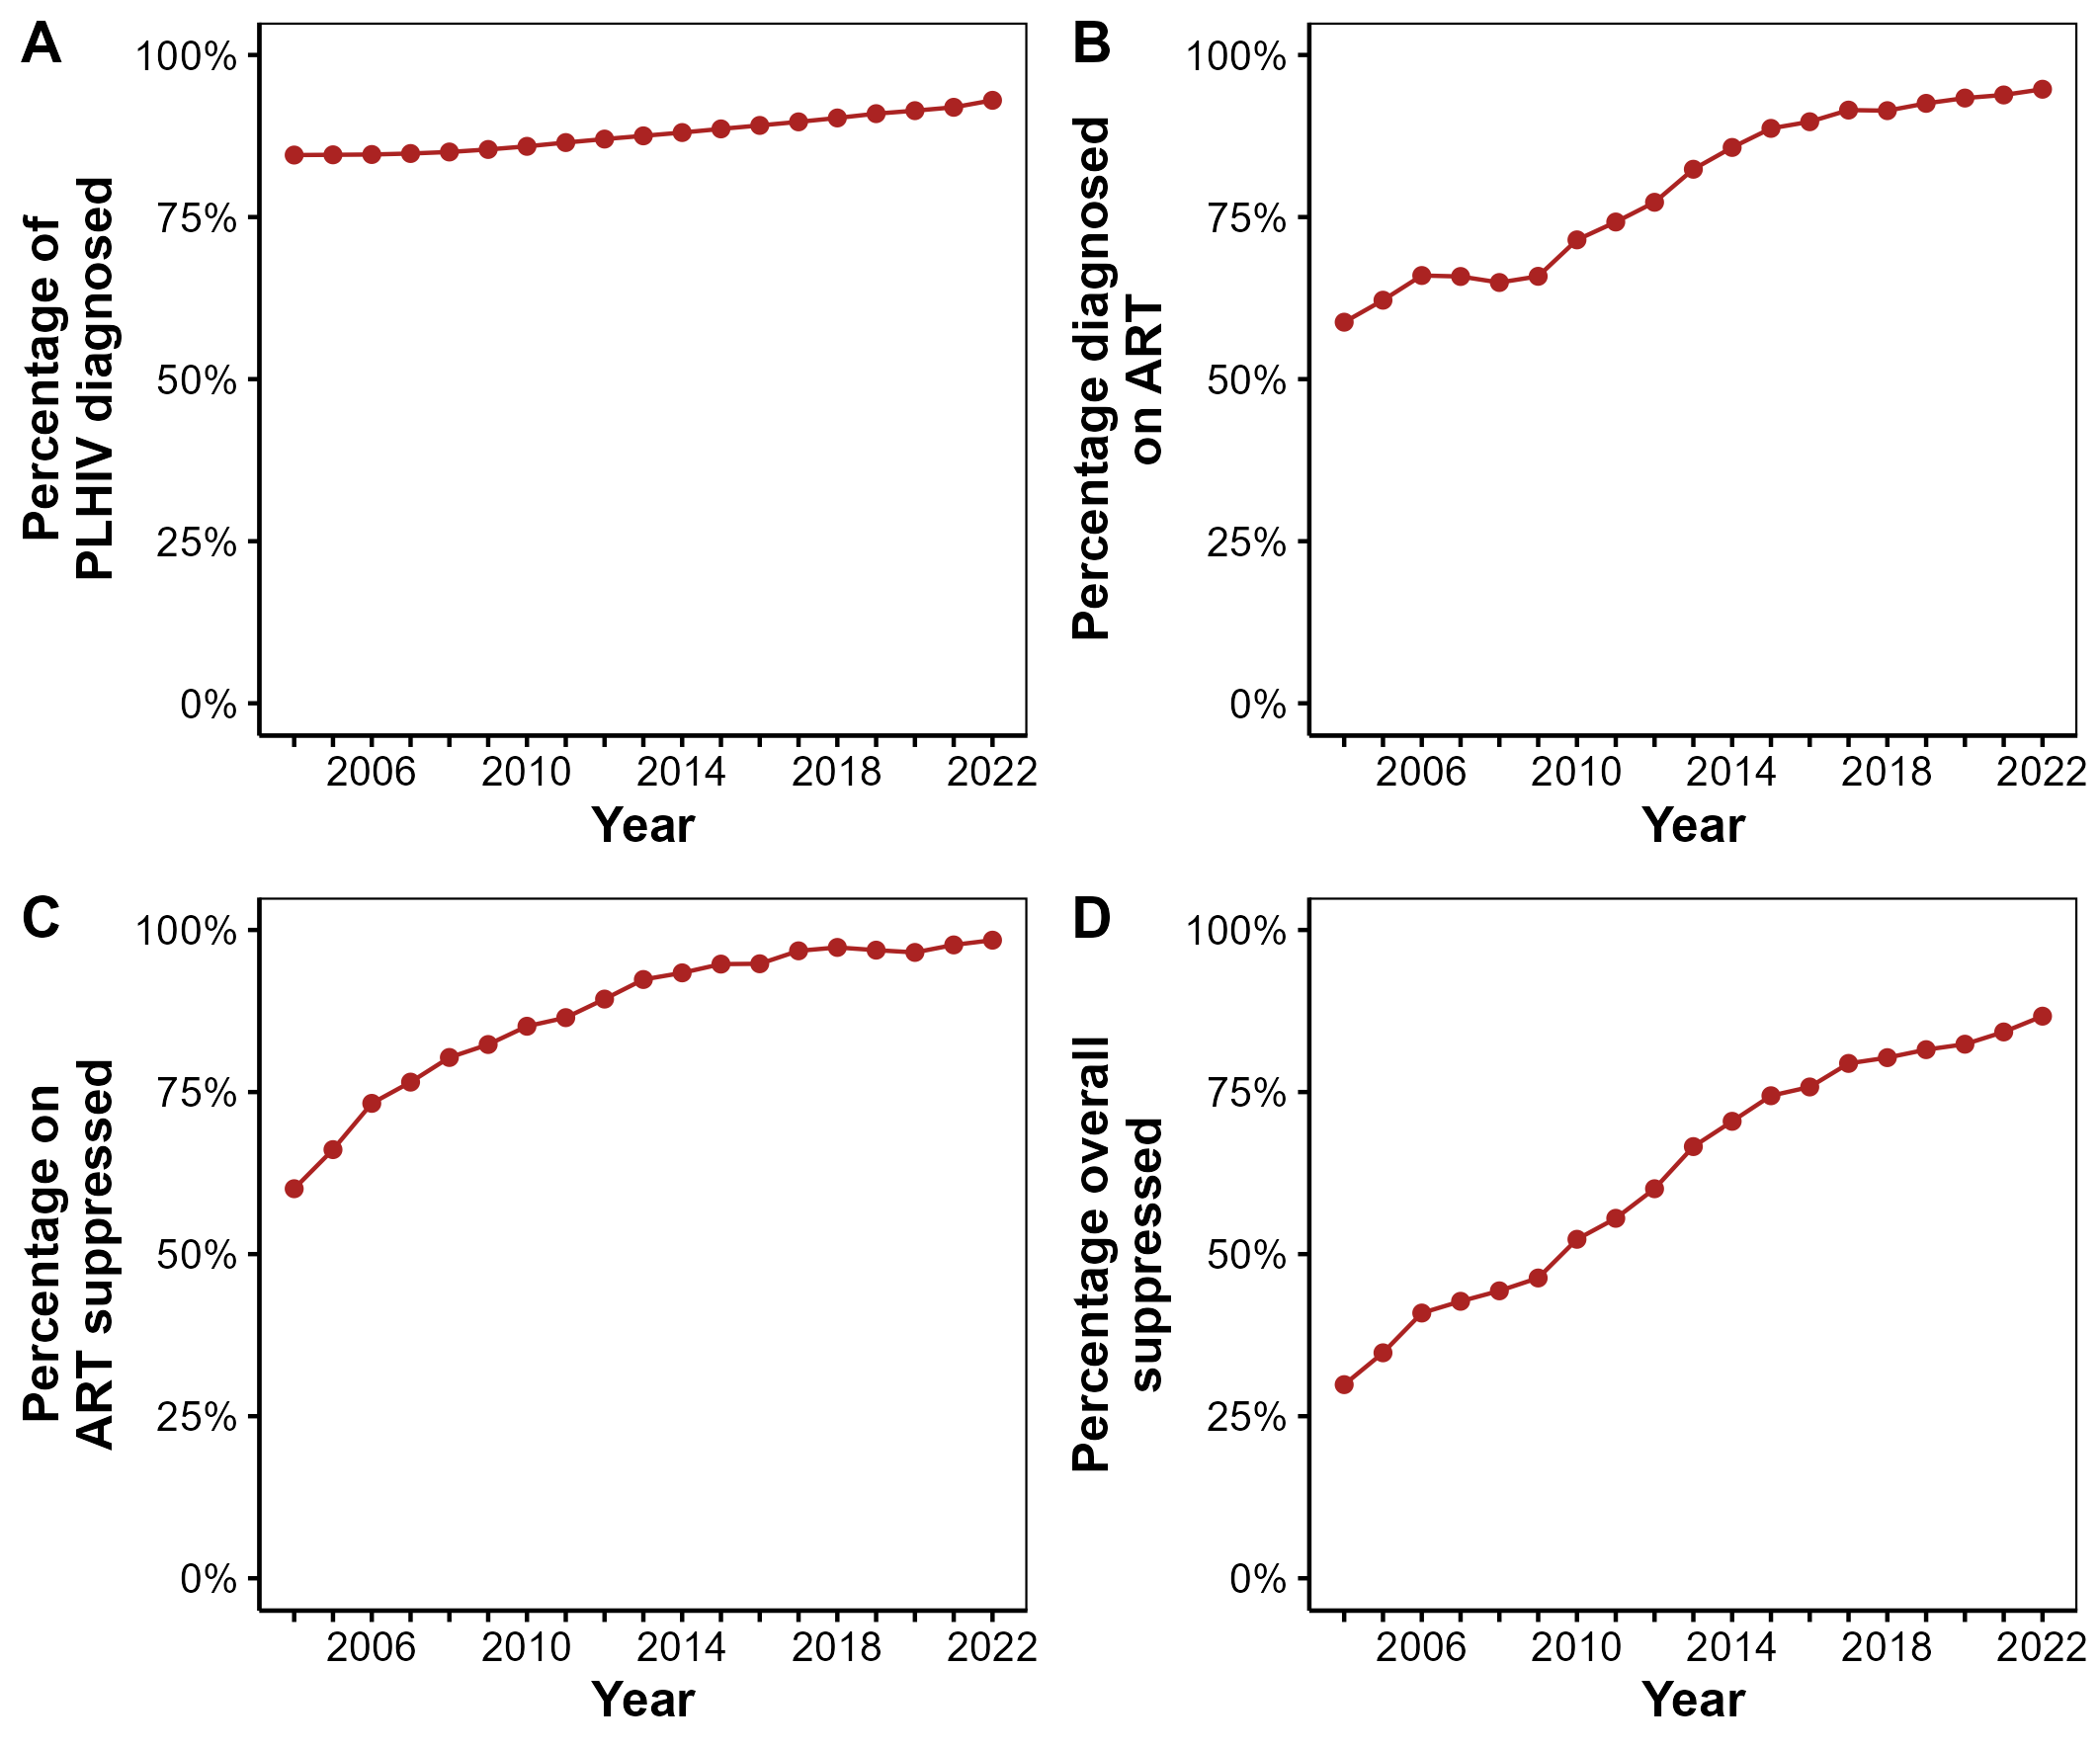 A
Percentage of
PLHIV diagnosed
100%
75%
50%
25%
0%
2006 2010 2014 2018 2022
Year
B
Percentage diagnosed
on ART
100%
75%
50%
25%
0%
2006 2010 2014 2018 2022
Year
C
Percentage on
ART suppressed
100%
75%
50%
25%
0%
2006 2010 2014 2018 2022
Year
D
Percentage overall
suppressed
100%
75%
50%
25%
0%
2006 2010 2014 2018 2022
Year